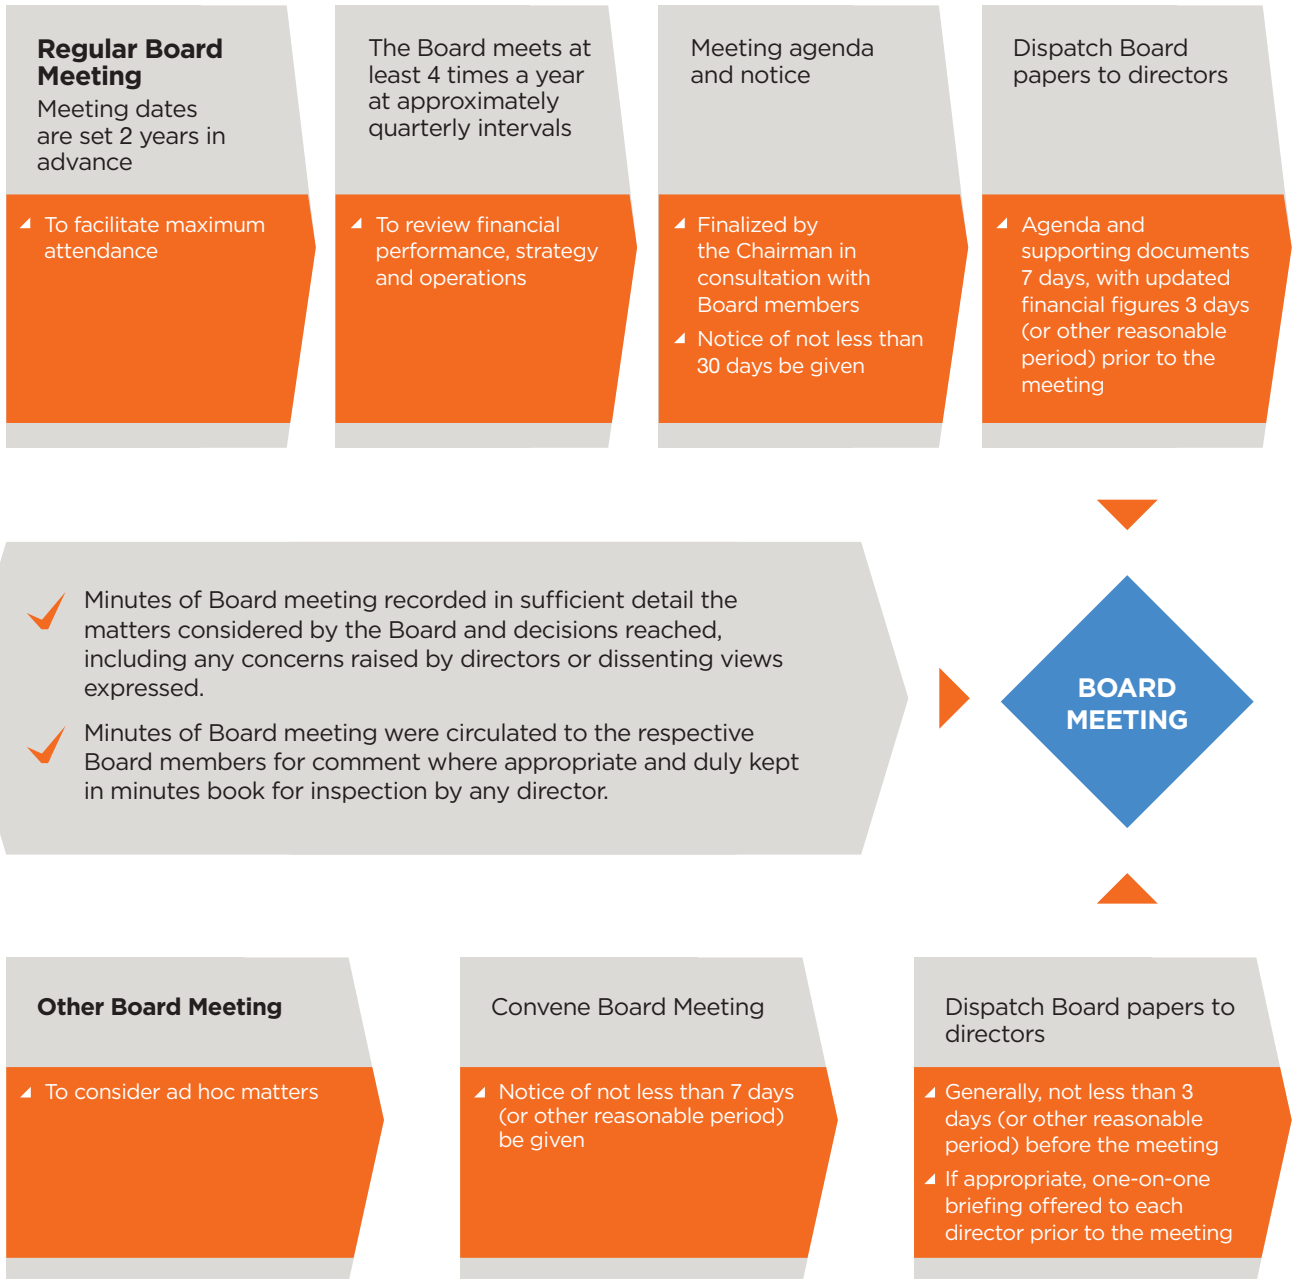 Regular Board
Meeting
Meeting dates
are set 2 years in
advance
To facilitate maximum
attendance
The Board meets at
least 4 times a year
at approximately
quarterly intervals
To review financial
performance, strategy
and operations
Meeting agenda
and notice
Finalized by
the Chairman in
consultation with
Board members
Notice of not less than
30 days be given
Dispatch Board
papers to directors
Agenda and
supporting documents
7 days, with updated
financial figures 3 days
(or other reasonable
period) prior to the
meeting
Minutes of Board meeting recorded in sufficient detail the
matters considered by the Board and decisions reached,
including any concerns raised by directors or dissenting views
expressed.
Minutes of Board meeting were circulated to the respective
Board members for comment where appropriate and duly kept
in minutes book for inspection by any director.
BOARD
MEETING
Other Board Meeting
To consider ad hoc matters
Convene Board Meeting
Notice of not less than 7 days
(or other reasonable period)
be given
Dispatch Board papers to
directors
Generally, not less than 3
days (or other reasonable
period) before the meeting
If appropriate, one-on-one
briefing offered to each
director prior to the meeting